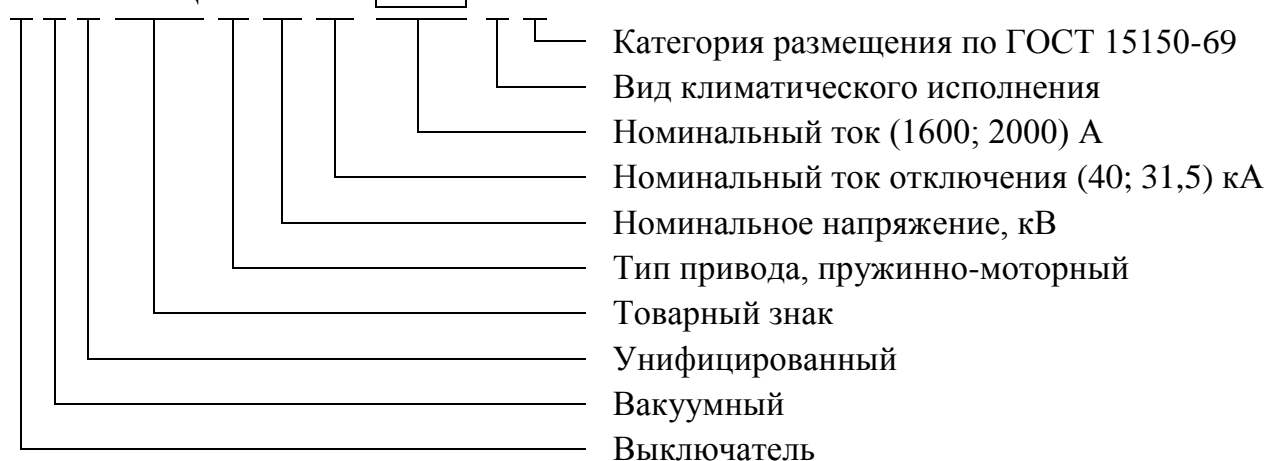 Категория размещения по ГОСТ 15150-69
Вид климатического исполнения
Номинальный ток (1600; 2000) А
Номинальный ток отключения (40; 31,5) кА
Номинальное напряжение, кВ
Тип привода, пружинно-моторный
Товарный знак
Унифицированный
Вакуумный
Выключатель